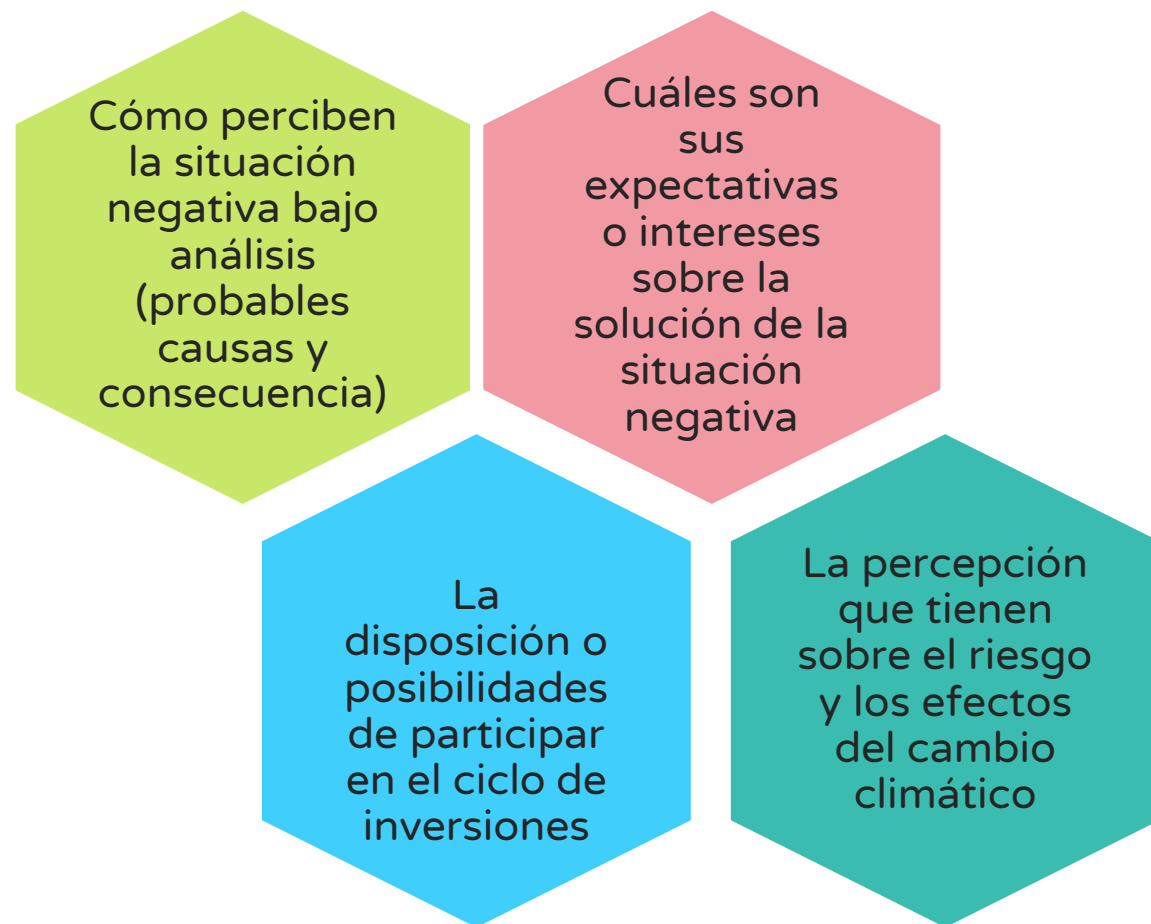 Cómo perciben
la situación
negativa bajo
análisis
(probables
causas y
consecuencia)
Cuáles son
sus
expectativas
o intereses
sobre la
solución de la
situación
negativa
La
disposición o
posibilidades
de participar
en el ciclo de
inversiones
La percepción
que tienen
sobre el riesgo
y los efectos
del cambio
climático